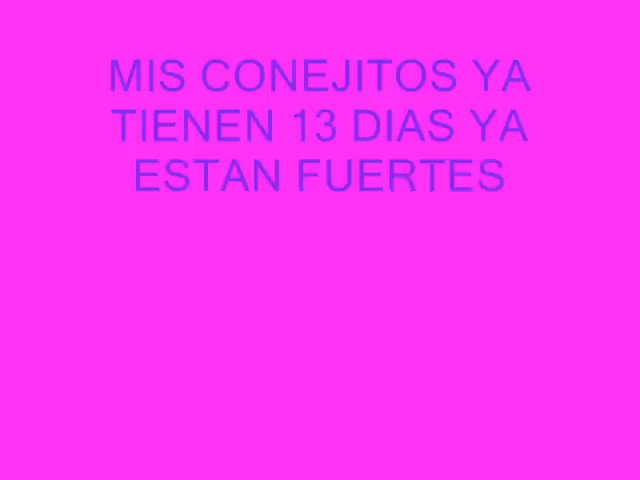 MIS CONEJITOS YA
TIENEN 13 DIAS YA
ESTAN FUERTES